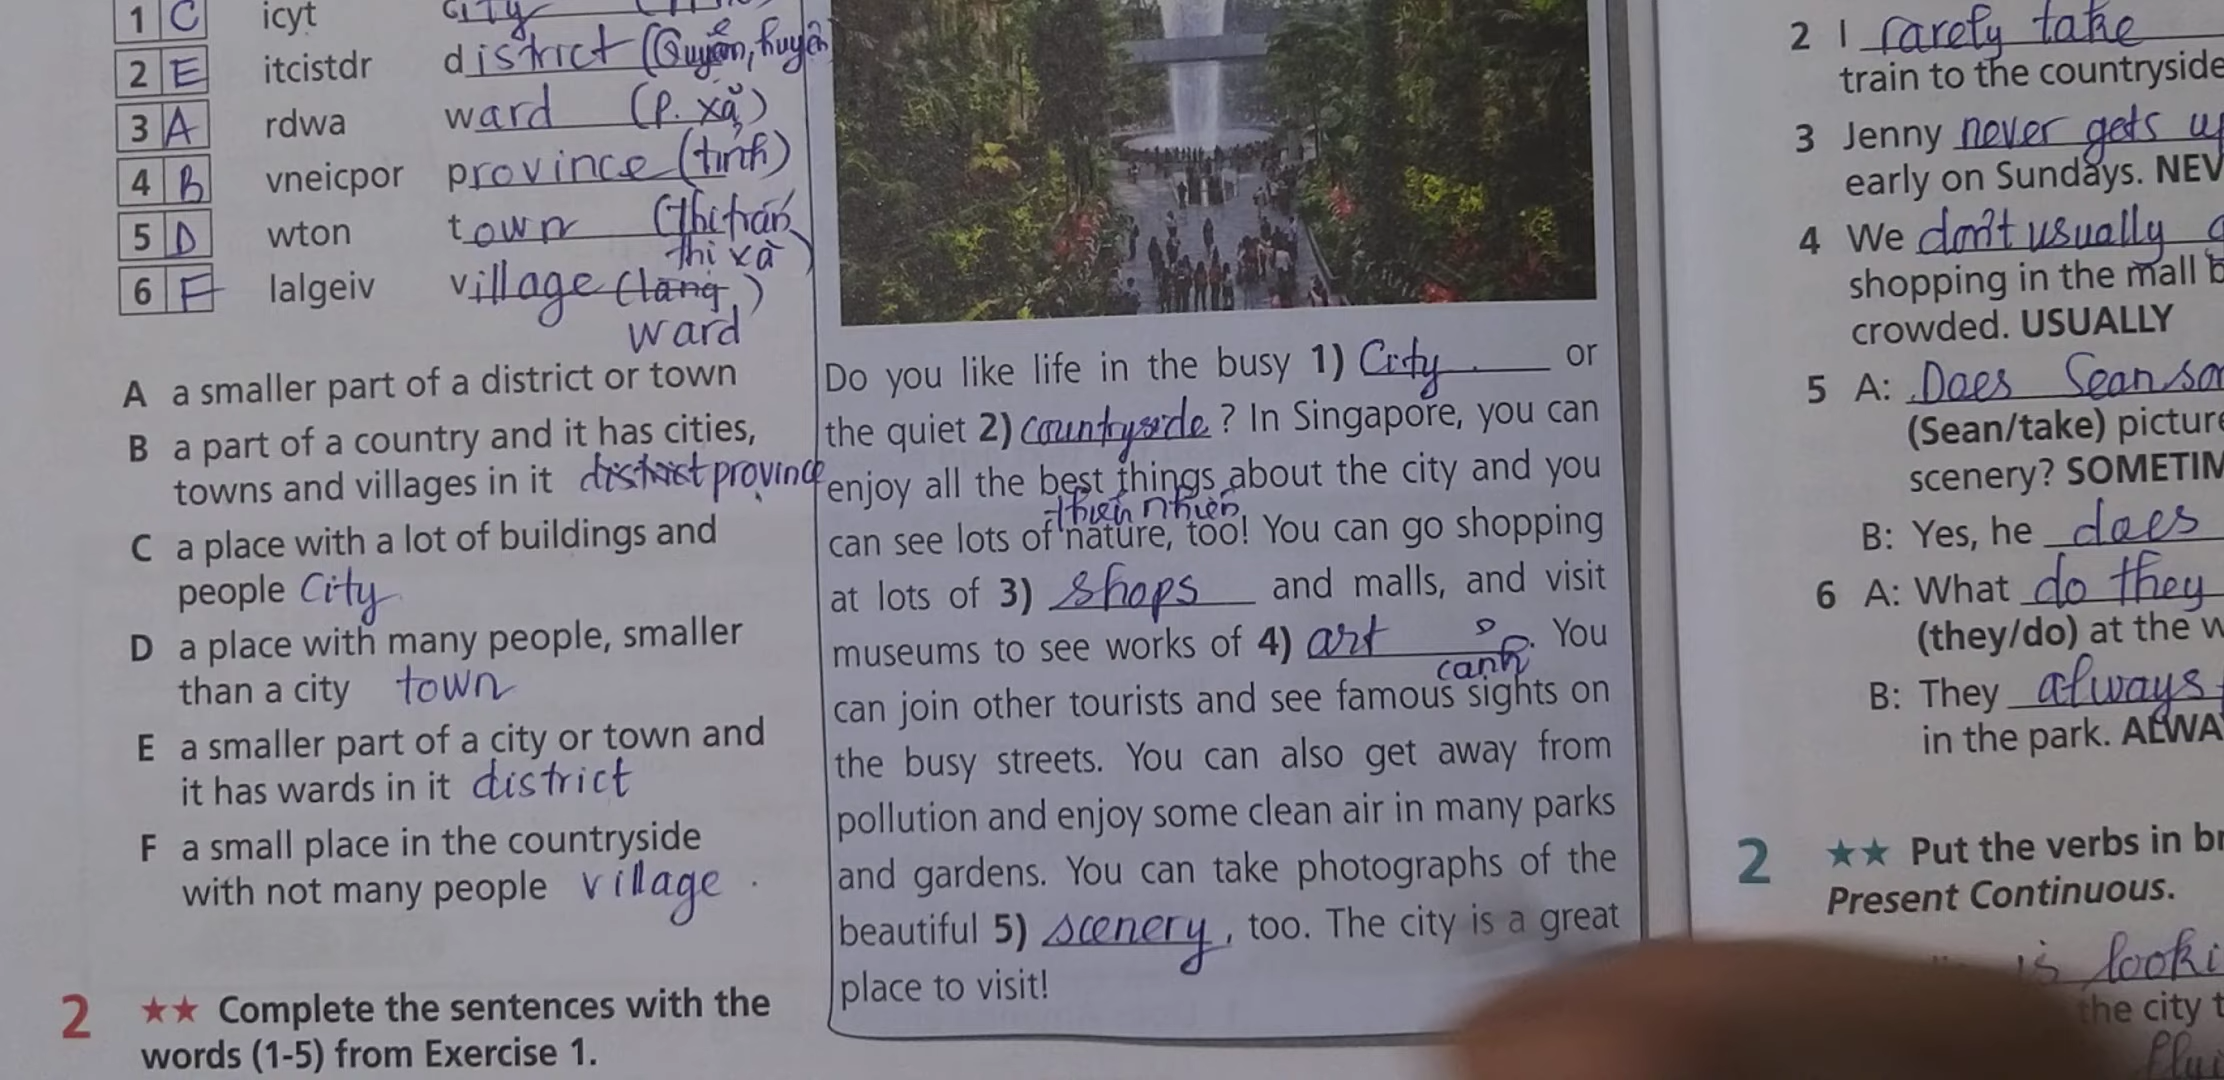 1 C icyt city
2 E itcistdr district (Quận, huyện
3 A rdwa ward (p. xã)
4 B vneicpor province (tỉnh)
5 D wton town (Thị trấn,
thị xã)
6 F lalgeiv village (làng)
ward
A a smaller part of a district or town
B a part of a country and it has cities,
towns and villages in it district province
C a place with a lot of buildings and
people City
D a place with many people, smaller
than a city town
E a smaller part of a city or town and
it has wards in it district
F a small place in the countryside
with not many people village
2 ★★ Complete the sentences with the
words (1-5) from Exercise 1.
Do you like life in the busy 1) City or
the quiet 2) countryside ? In Singapore, you can
enjoy all the best things about the city and you
thiên nhiên
can see lots of nature, too! You can go shopping
at lots of 3) shops and malls, and visit
museums to see works of 4) art . You
cảnh
can join other tourists and see famous sights on
the busy streets. You can also get away from
pollution and enjoy some clean air in many parks
and gardens. You can take photographs of the
beautiful 5) scenery, too. The city is a great
place to visit!
2 I rarely take
train to the countryside
3 Jenny never gets
early on Sundays. NEV
4 We don't usually
shopping in the mall b
crowded. USUALLY
5 A: Does Sean
(Sean/take) picture
scenery? SOMETIM
B: Yes, he does
6 A: What do they
(they/do) at the w
B: They always
in the park. ALWA
2 ★★ Put the verbs in br
Present Continuous.
is looki
the city t